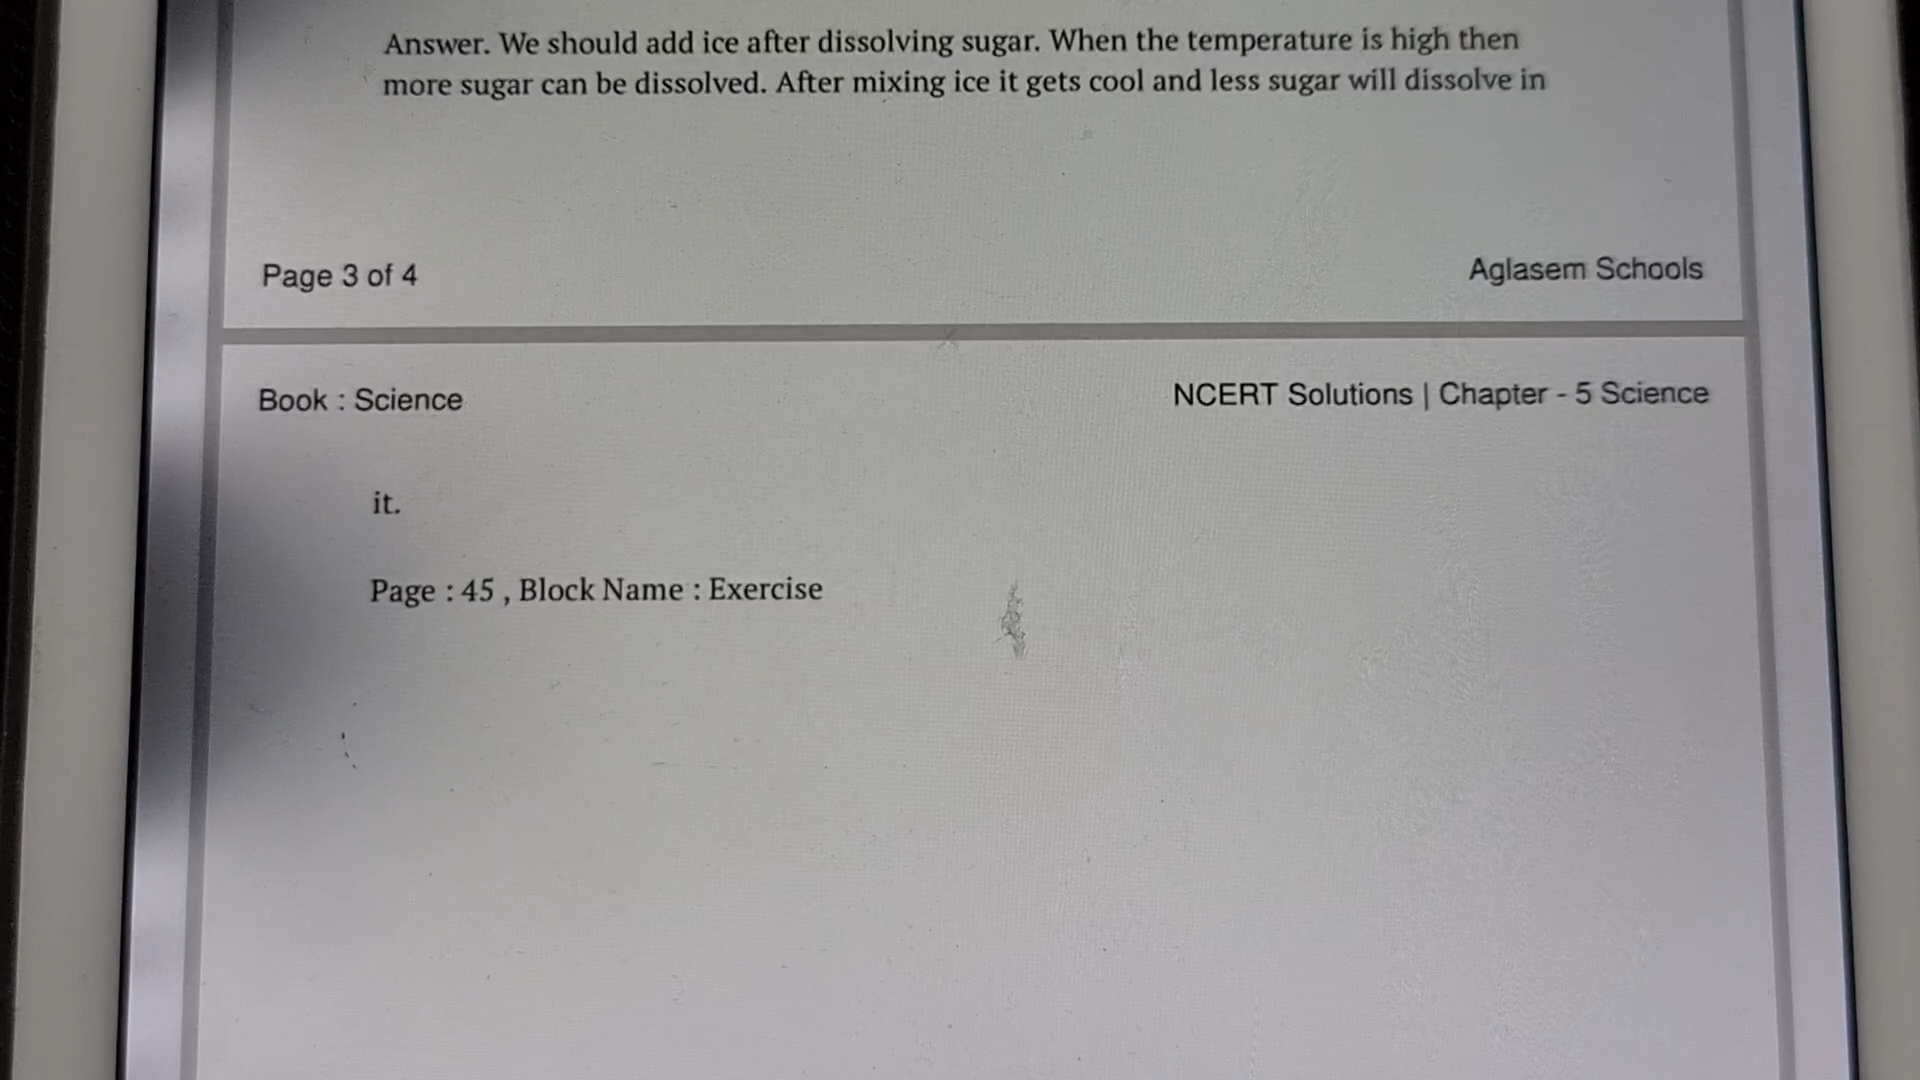 Answer. We should add ice after dissolving sugar. When the temperature is high then
more sugar can be dissolved. After mixing ice it gets cool and less sugar will dissolve in
Page 3 of 4
Aglasem Schools
Book : Science
NCERT Solutions | Chapter - 5 Science
it.
Page : 45 , Block Name : Exercise